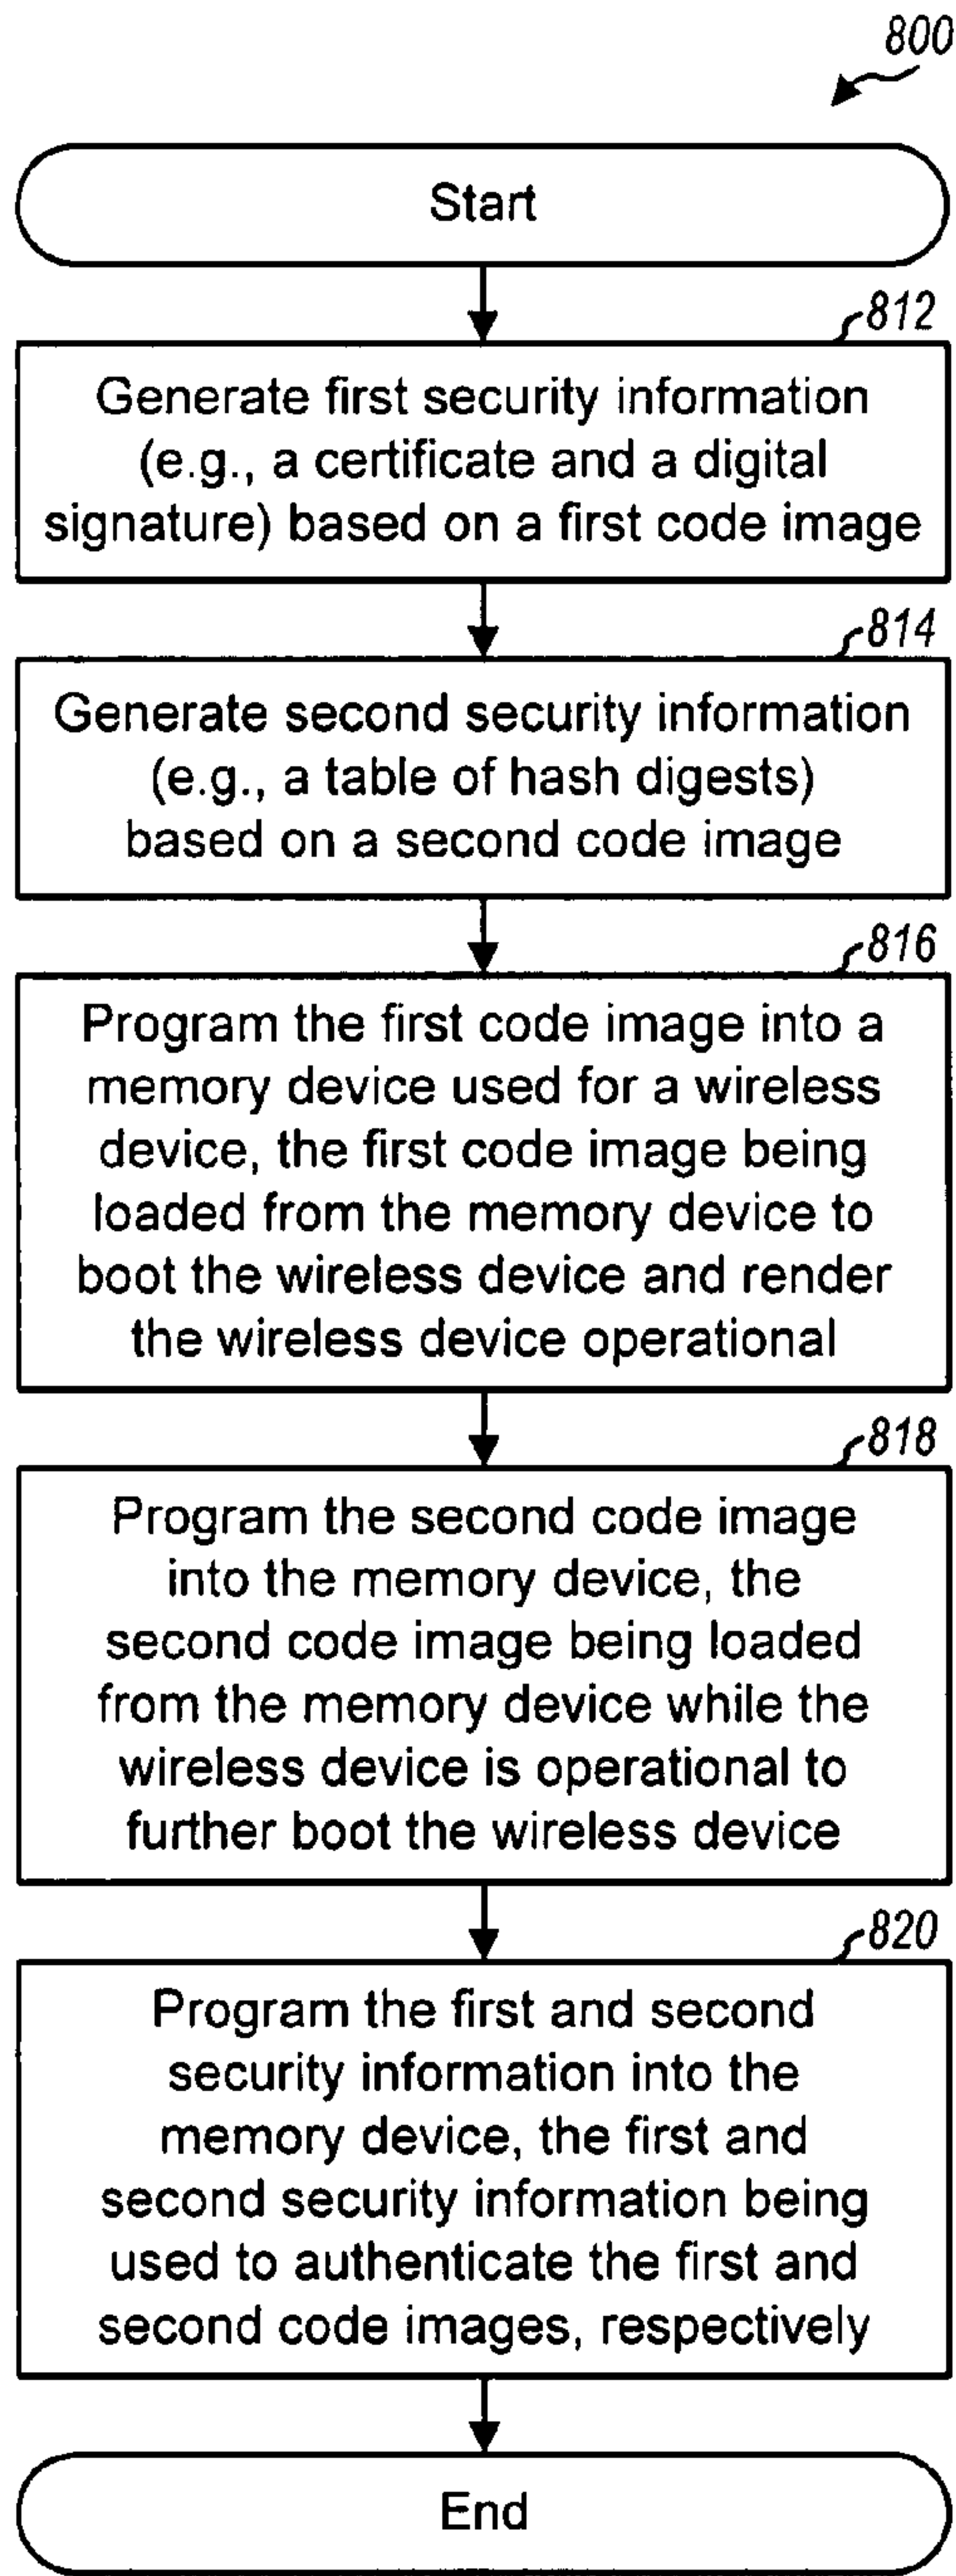 800
Start
812
Generate first security information
(e.g., a certificate and a digital
signature) based on a first code image
814
Generate second security information
(e.g., a table of hash digests)
based on a second code image
816
Program the first code image into a
memory device used for a wireless
device, the first code image being
loaded from the memory device to
boot the wireless device and render
the wireless device operational
818
Program the second code image
into the memory device, the
second code image being loaded
from the memory device while the
wireless device is operational to
further boot the wireless device
820
Program the first and second
security information into the
memory device, the first and
second security information being
used to authenticate the first and
second code images, respectively
End